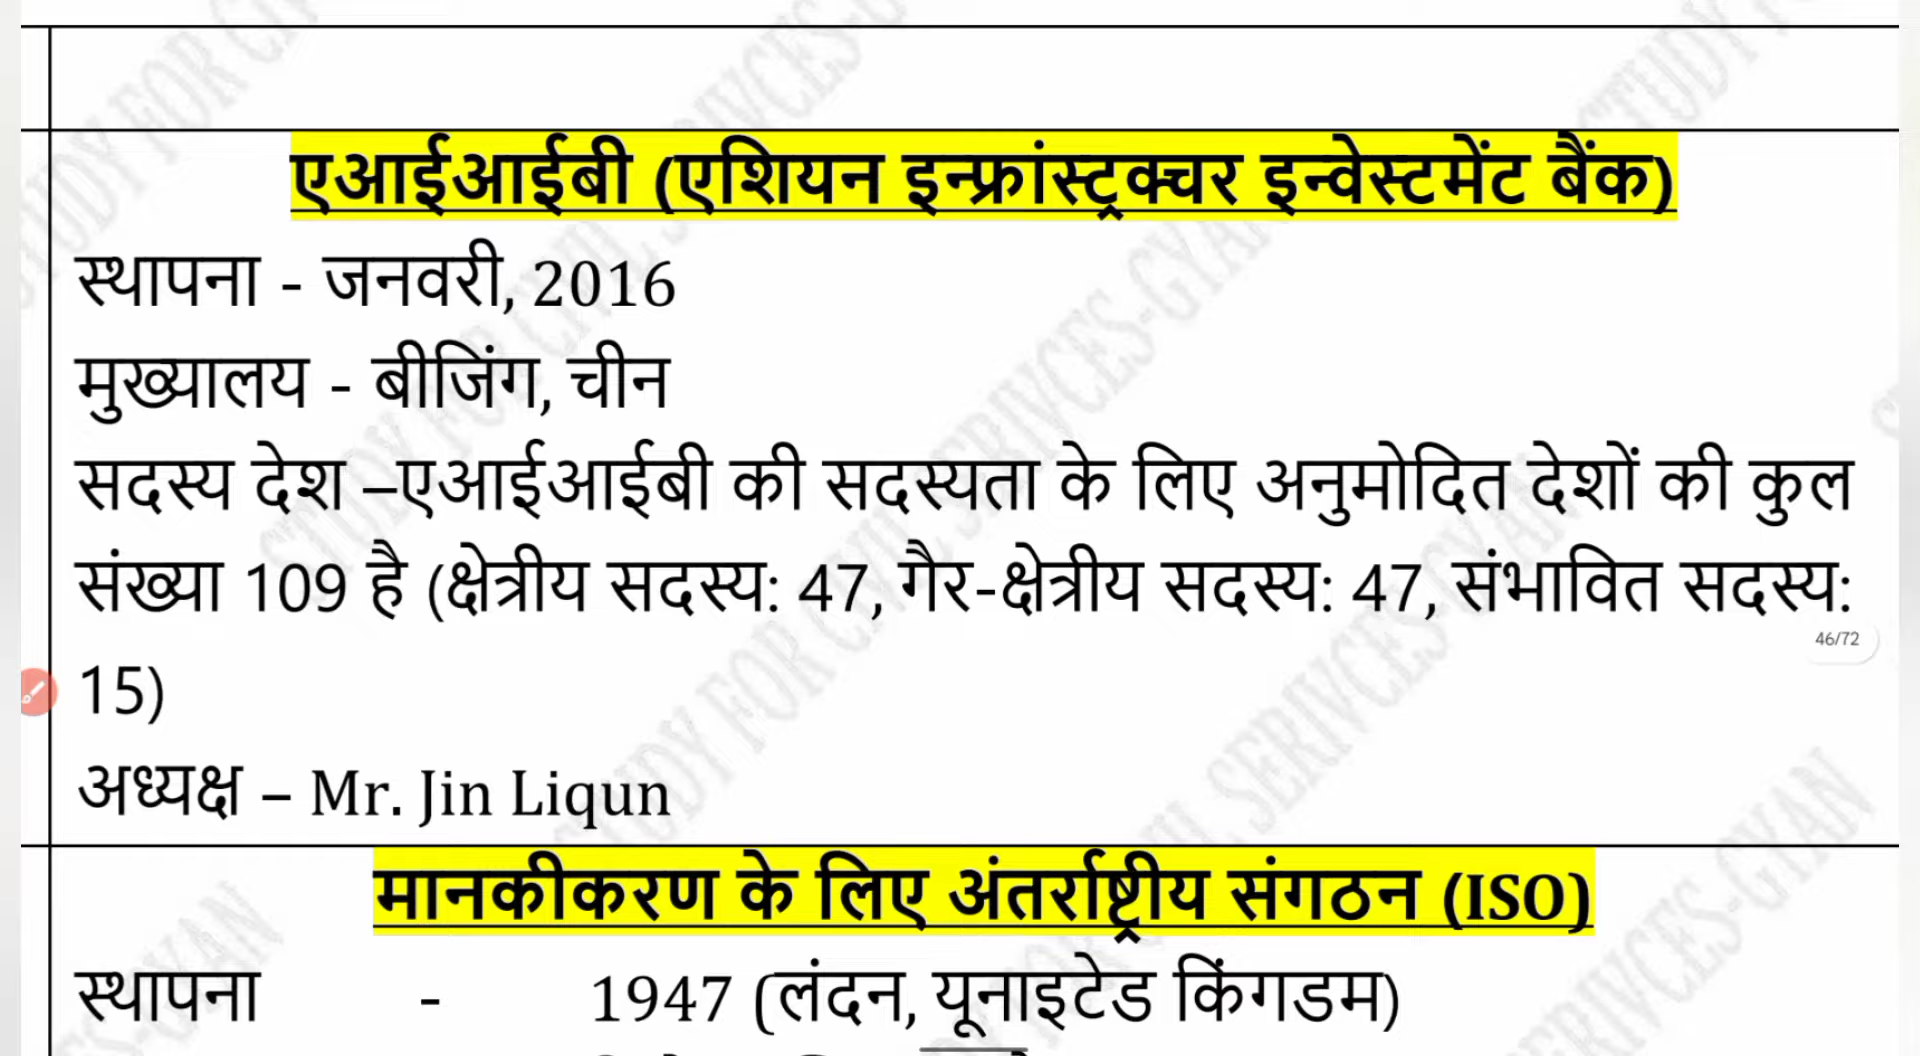 एआईआईबी (एशियन इन्फ्रांस्ट्रक्चर इन्वेस्टमेंट बैंक)
स्थापना - जनवरी, 2016
मुख्यालय - बीजिंग, चीन
सदस्य देश –एआईआईबी की सदस्यता के लिए अनुमोदित देशों की कुल
संख्या 109 है (क्षेत्रीय सदस्य: 47, गैर-क्षेत्रीय सदस्य: 47, संभावित सदस्य:
46/72
15)
अध्यक्ष – Mr. Jin Liqun
मानकीकरण के लिए अंतर्राष्ट्रीय संगठन (ISO)
स्थापना - 1947 (लंदन, यूनाइटेड किंगडम)